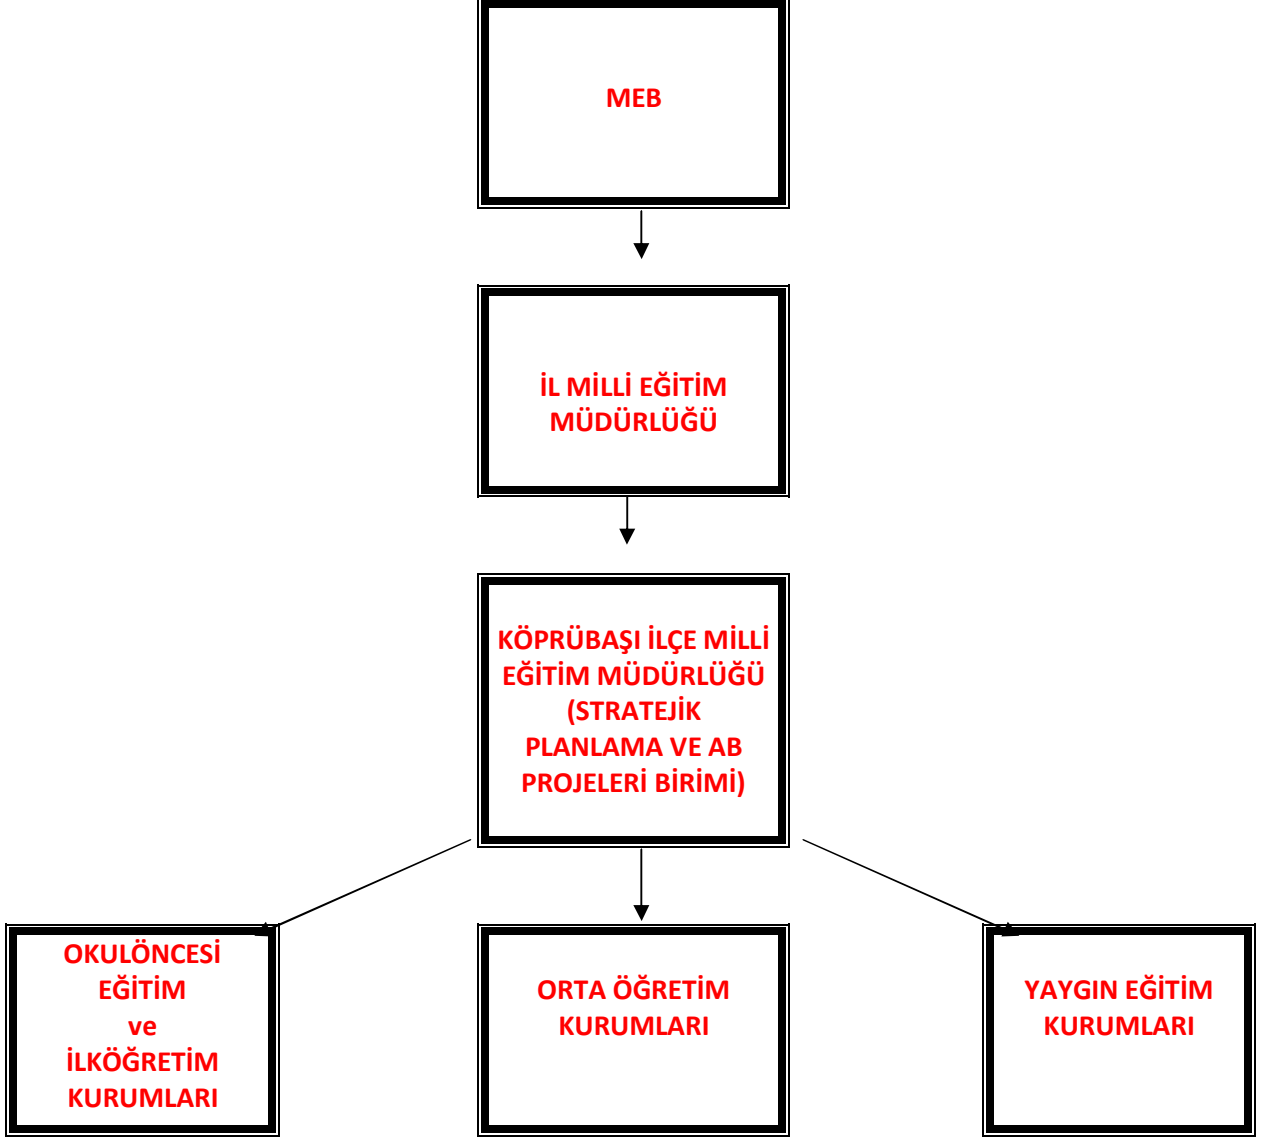 MEB
İL MİLLİ EĞİTİM
MÜDÜRLÜĞÜ
KÖPRÜBAŞI İLÇE MİLLİ
EĞİTİM MÜDÜRLÜĞÜ
(STRATEJİK
PLANLAMA VE AB
PROJELERİ BİRİMİ)
OKULÖNCESİ
EĞİTİM
ve
İLKÖĞRETİM
KURUMLARI
ORTA ÖĞRETİM
KURUMLARI
YAYGIN EĞİTİM
KURUMLARI